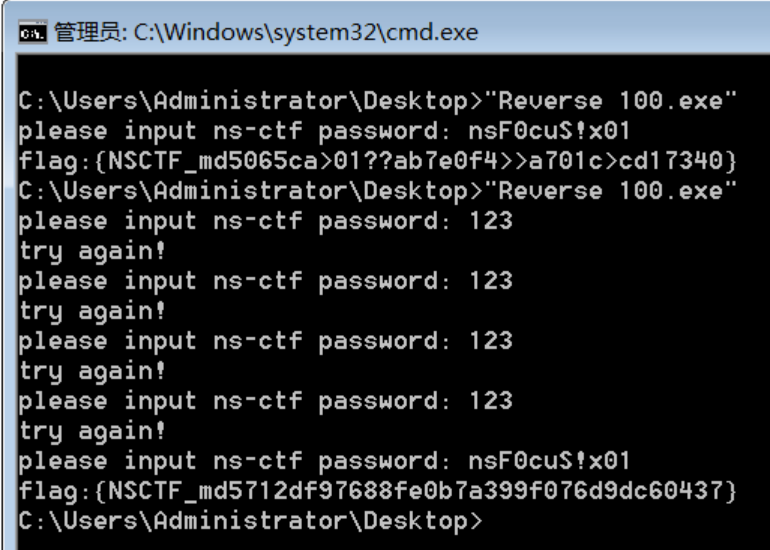 管理员: C:\Windows\system32\cmd.exe
C:\Users\Administrator\Desktop>"Reverse 100.exe"
please input ns-ctf password: nsF0cuS!x01
flag:{NSCTF_md5065ca>01??ab7e0f4>>a701c>cd17340}
C:\Users\Administrator\Desktop>"Reverse 100.exe"
please input ns-ctf password: 123
try again!
please input ns-ctf password: 123
try again!
please input ns-ctf password: 123
try again!
please input ns-ctf password: 123
try again!
please input ns-ctf password: nsF0cuS!x01
flag:{NSCTF_md5712df97688fe0b7a399f076d9dc60437}
C:\Users\Administrator\Desktop>